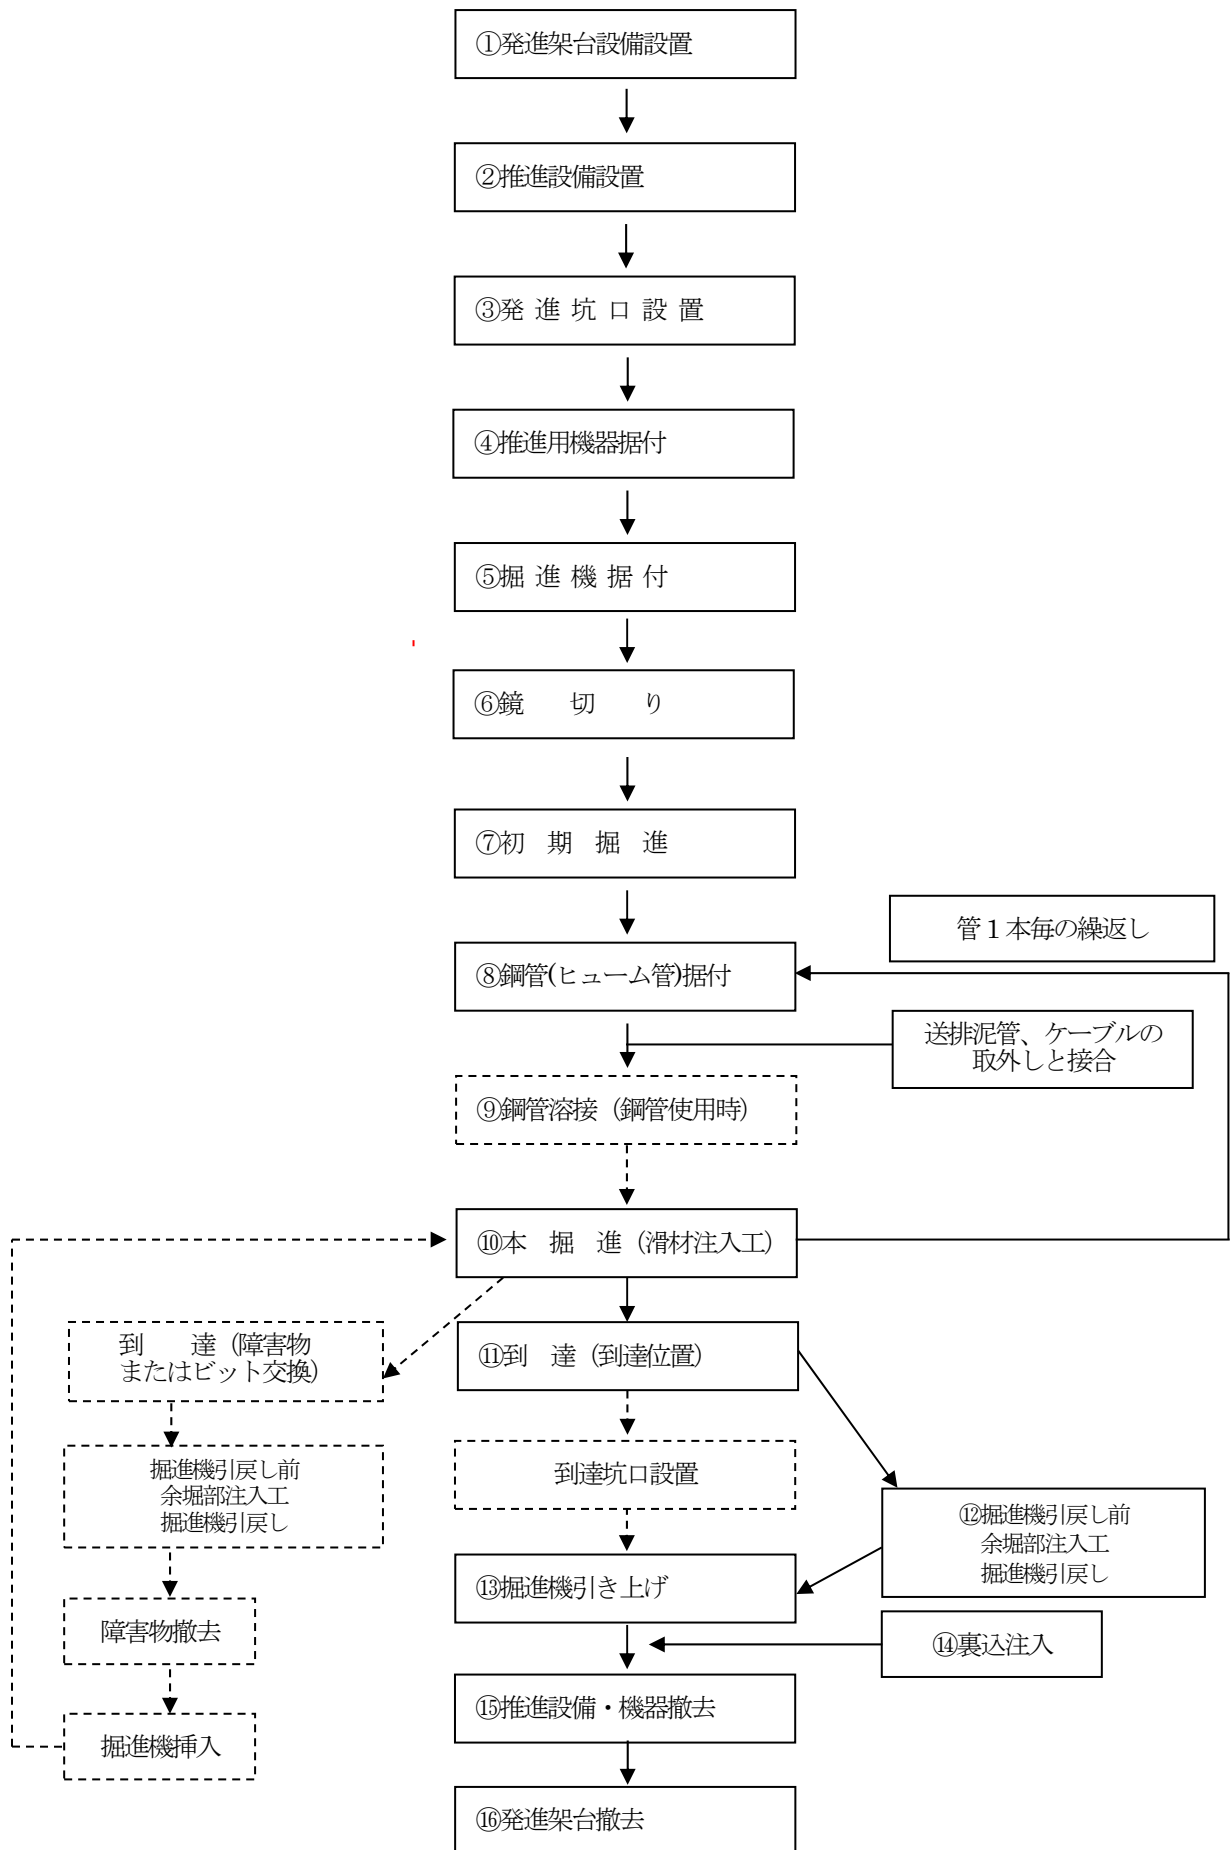 ①発進架台設備設置
②推進設備設置
③発 進 坑 口 設 置
④推進用機器据付
⑤掘 進 機 据 付
⑥鏡　切　り
⑦初　期　掘　進
管１本毎の繰返し
⑧鋼管(ヒューム管)据付
送排泥管、ケーブルの
取外しと接合
⑨鋼管溶接（鋼管使用時）
⑩本　掘　進（滑材注入工）
到　　達（障害物
またはビット交換）
⑪到　達（到達位置）
掘進機引戻し前
余堀部注入工
掘進機引戻し
到達坑口設置
⑫掘進機引戻し前
余堀部注入工
掘進機引戻し
⑬掘進機引き上げ
障害物撤去
⑭裏込注入
⑮推進設備・機器撤去
掘進機挿入
⑯発進架台撤去